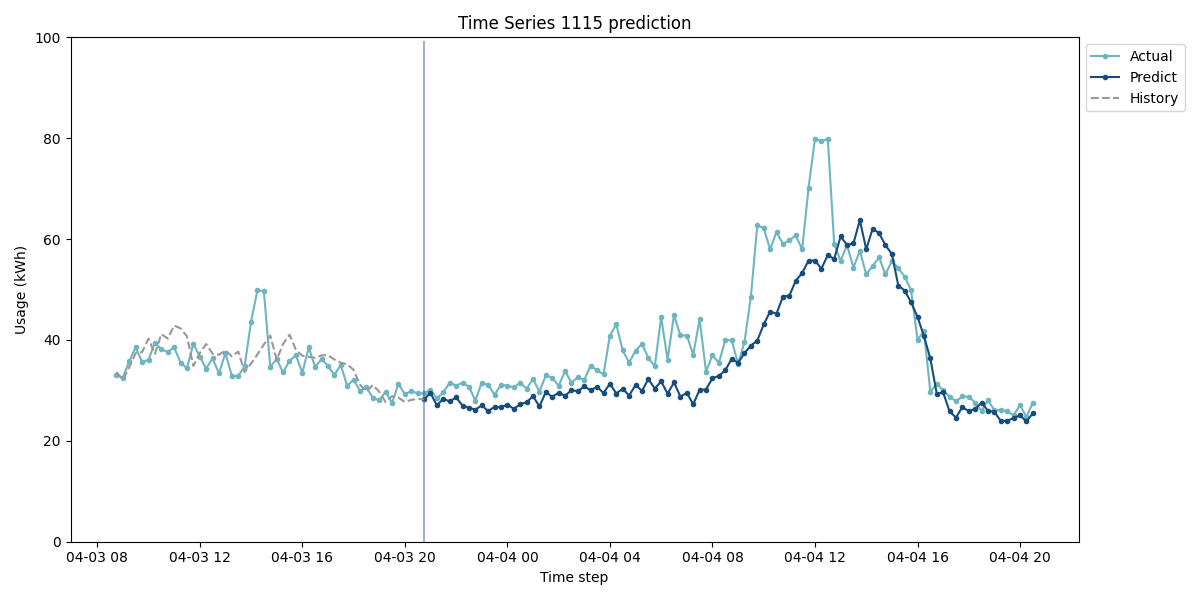 Time Series 1115 prediction
Usage (kWh)
100
80
60
40
20
0
04-03 08
04-03 12
04-03 16
04-03 20
04-04 00
04-04 04
04-04 08
04-04 12
04-04 16
04-04 20
Time step
Actual
Predict
History